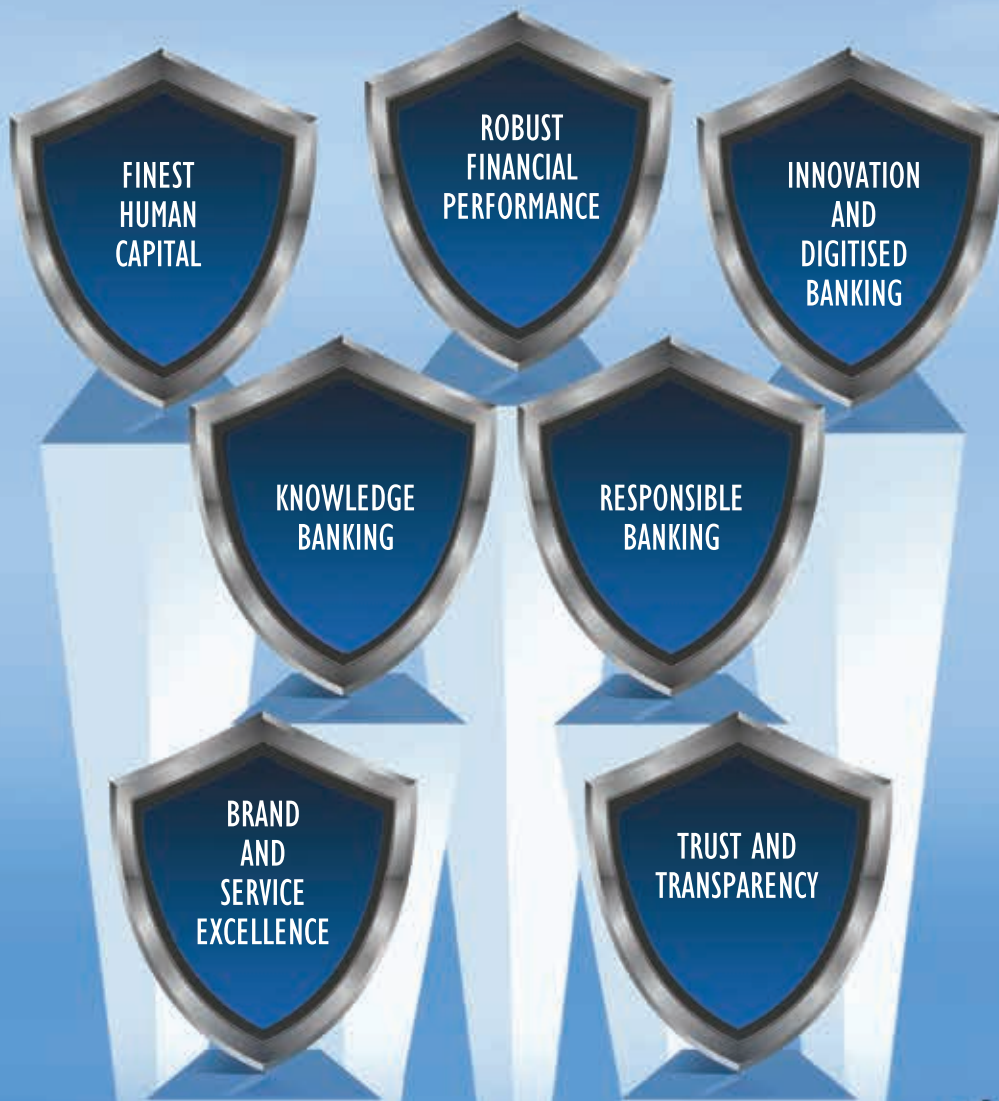 FINEST
HUMAN
CAPITAL
ROBUST
FINANCIAL
PERFORMANCE
INNOVATION
AND
DIGITISED
BANKING
KNOWLEDGE
BANKING
RESPONSIBLE
BANKING
BRAND
AND
SERVICE
EXCELLENCE
TRUST AND
TRANSPARENCY